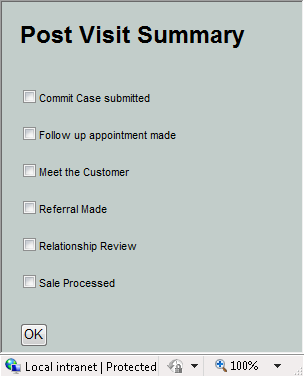 Post Visit Summary
Commit Case submitted
Follow up appointment made
Meet the Customer
Referral Made
Relationship Review
Sale Processed
OK
Local intranet | Protected
100%